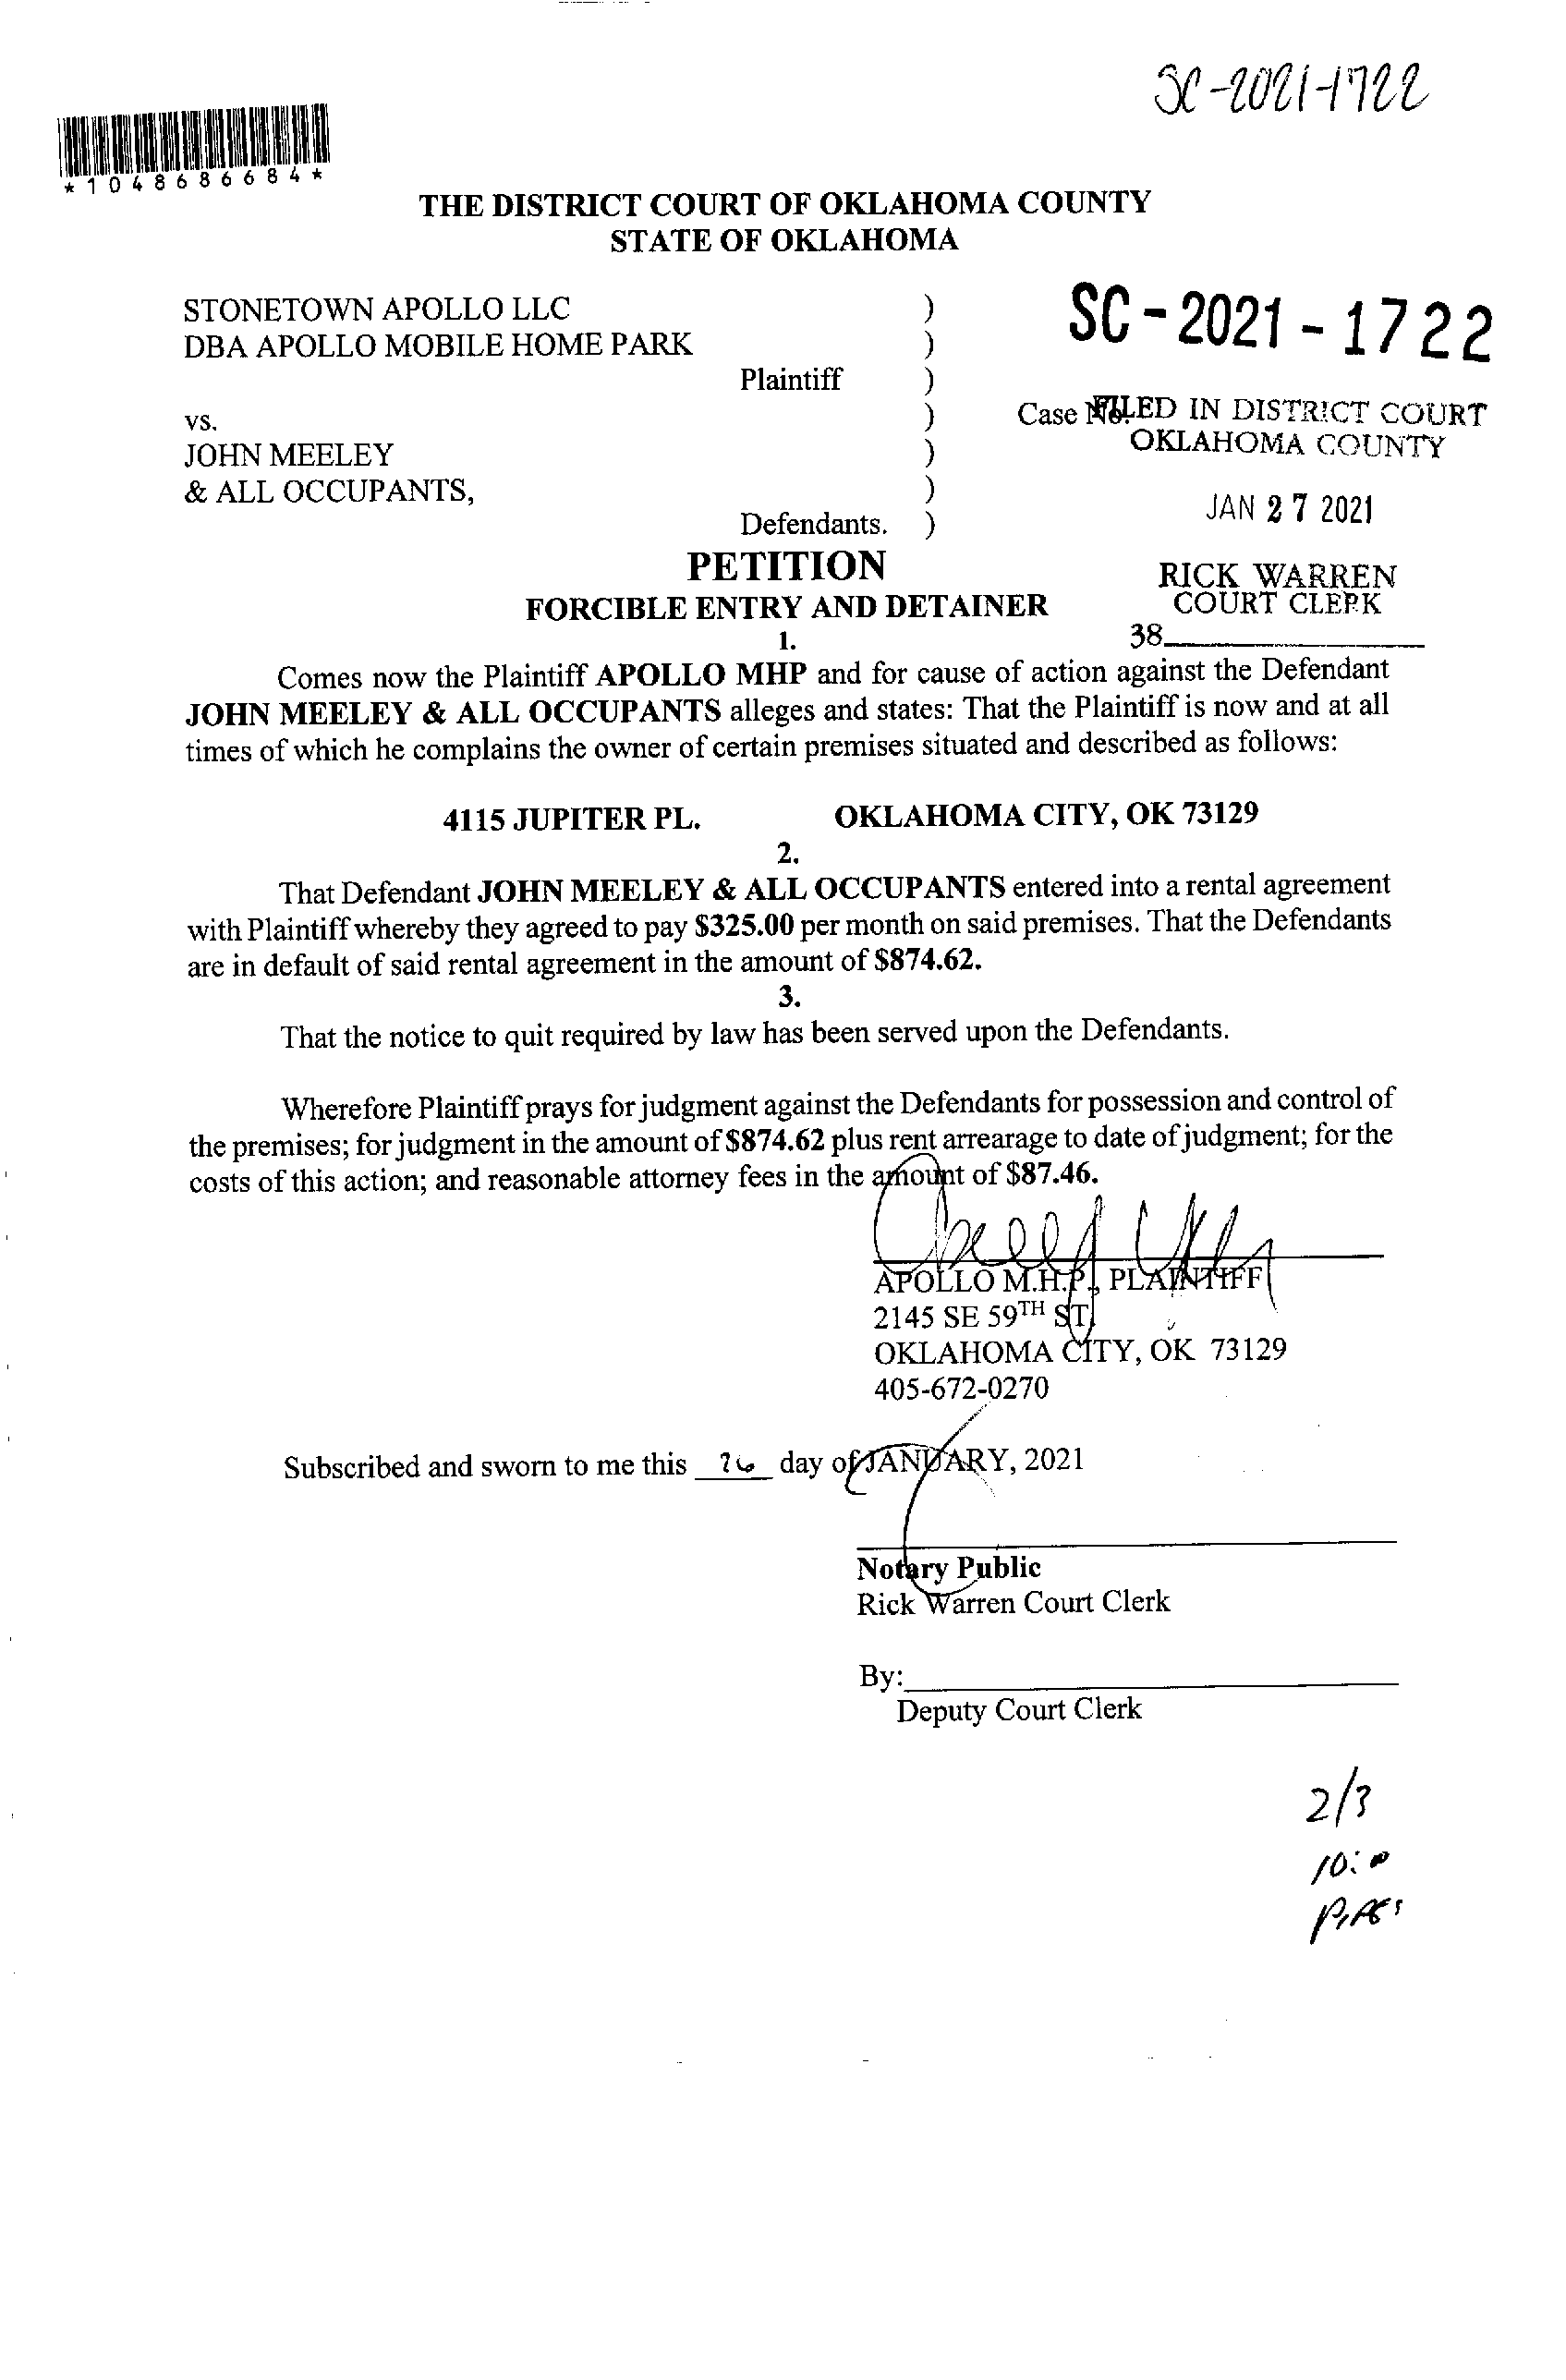 SC-2021-1722
*1048686684*
THE DISTRICT COURT OF OKLAHOMA COUNTY
STATE OF OKLAHOMA
STONETOWN APOLLO LLC )
DBA APOLLO MOBILE HOME PARK )
Plaintiff )
vs. )
JOHN MEELEY )
& ALL OCCUPANTS, )
Defendants. )
SC-2021-1722
Case No.
FILED IN DISTRICT COURT
OKLAHOMA COUNTY
JAN 27 2021
RICK WARREN
COURT CLERK
38
PETITION
FORCIBLE ENTRY AND DETAINER
1.
Comes now the Plaintiff APOLLO MHP and for cause of action against the Defendant
JOHN MEELEY & ALL OCCUPANTS alleges and states: That the Plaintiff is now and at all
times of which he complains the owner of certain premises situated and described as follows:
4115 JUPITER PL. OKLAHOMA CITY, OK 73129
2.
That Defendant JOHN MEELEY & ALL OCCUPANTS entered into a rental agreement
with Plaintiff whereby they agreed to pay $325.00 per month on said premises. That the Defendants
are in default of said rental agreement in the amount of $874.62.
3.
That the notice to quit required by law has been served upon the Defendants.
Wherefore Plaintiff prays for judgment against the Defendants for possession and control of
the premises; for judgment in the amount of $874.62 plus rent arrearage to date of judgment; for the
costs of this action; and reasonable attorney fees in the amount of $87.46.
APOLLO M.H.P., PLAINTIFF
2145 SE 59TH ST.
OKLAHOMA CITY, OK 73129
405-672-0270
Subscribed and sworn to me this 26 day of JANUARY, 2021
Notary Public
Rick Warren Court Clerk
By:
Deputy Court Clerk
2/3